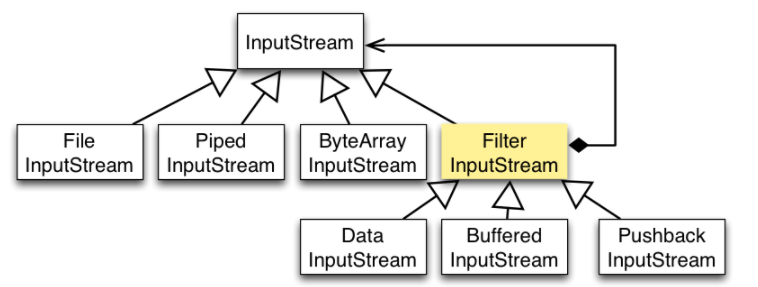 InputStream
File
InputStream
Piped
InputStream
ByteArray
InputStream
Filter
InputStream
Data
InputStream
Buffered
InputStream
Pushback
InputStream